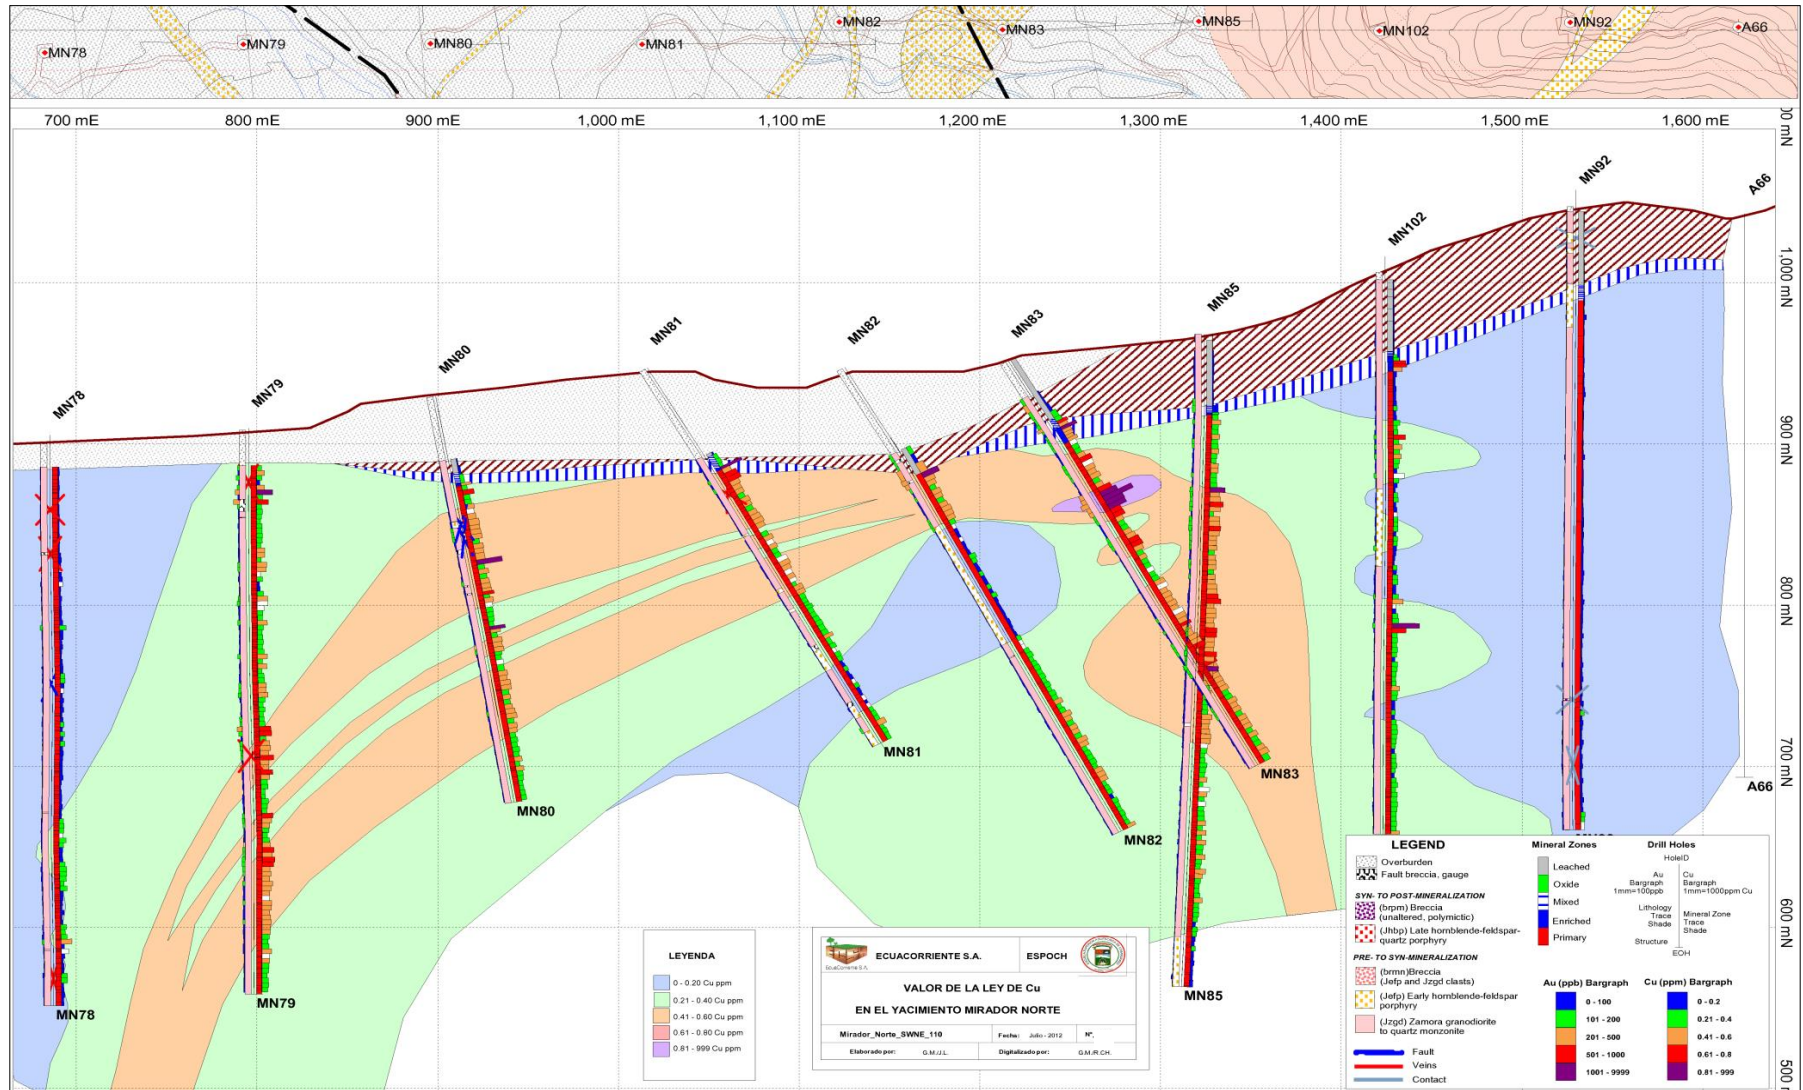 MN78
MN79
MN80
MN81
MN82
MN83
MN85
MN102
MN92
A66
700 mE
800 mE
900 mE
1,000 mE
1,100 mE
1,200 mE
1,300 mE
1,400 mE
1,500 mE
1,600 mE
00 mN
1,000 mN
900 mN
800 mN
700 mN
600 mN
MN78
MN79
MN80
MN81
MN82
MN83
MN85
MN102
MN92
A66
MN78
MN79
MN80
MN81
MN82
MN83
MN85
A66
LEYENDA
0 - 0.20 Cu ppm
0.21 - 0.40 Cu ppm
0.41 - 0.60 Cu ppm
0.61 - 0.80 Cu ppm
0.81 - 999 Cu ppm
EcuaCorriente S.A.
ECUACORRIENTE S.A.
ESPOCH
VALOR DE LA LEY DE Cu
EN EL YACIMIENTO MIRADOR NORTE
Mirador_Norte_SWNE_110
Fecha: Julio - 2012
N°.
Elaborado por: G.M./J.L.
Digitalizado por: G.M./R.CH.
LEGEND
Overburden
Fault breccia, gauge
SYN- TO POST-MINERALIZATION
(brpm) Breccia
(unaltered, polymictic)
(Jhbp) Late hornblende-feldspar-
quartz porphyry
PRE- TO SYN-MINERALIZATION
(brmn)Breccia
(Jefp and Jzgd clasts)
(Jefp) Early hornblende-feldspar
porphyry
(Jzgd) Zamora granodiorite
to quartz monzonite
Fault
Veins
Contact
Mineral Zones
Leached
Oxide
Mixed
Enriched
Primary
Drill Holes
HoleID
Au
Bargraph
1mm=100ppb
Cu
Bargraph
1mm=1000ppm Cu
Lithology
Trace
Shade
Mineral Zone
Trace
Shade
Structure
EOH
Au (ppb) Bargraph
0 - 100
101 - 200
201 - 500
501 - 1000
1001 - 9999
Cu (ppm) Bargraph
0 - 0.2
0.21 - 0.4
0.41 - 0.6
0.61 - 0.8
0.81 - 999